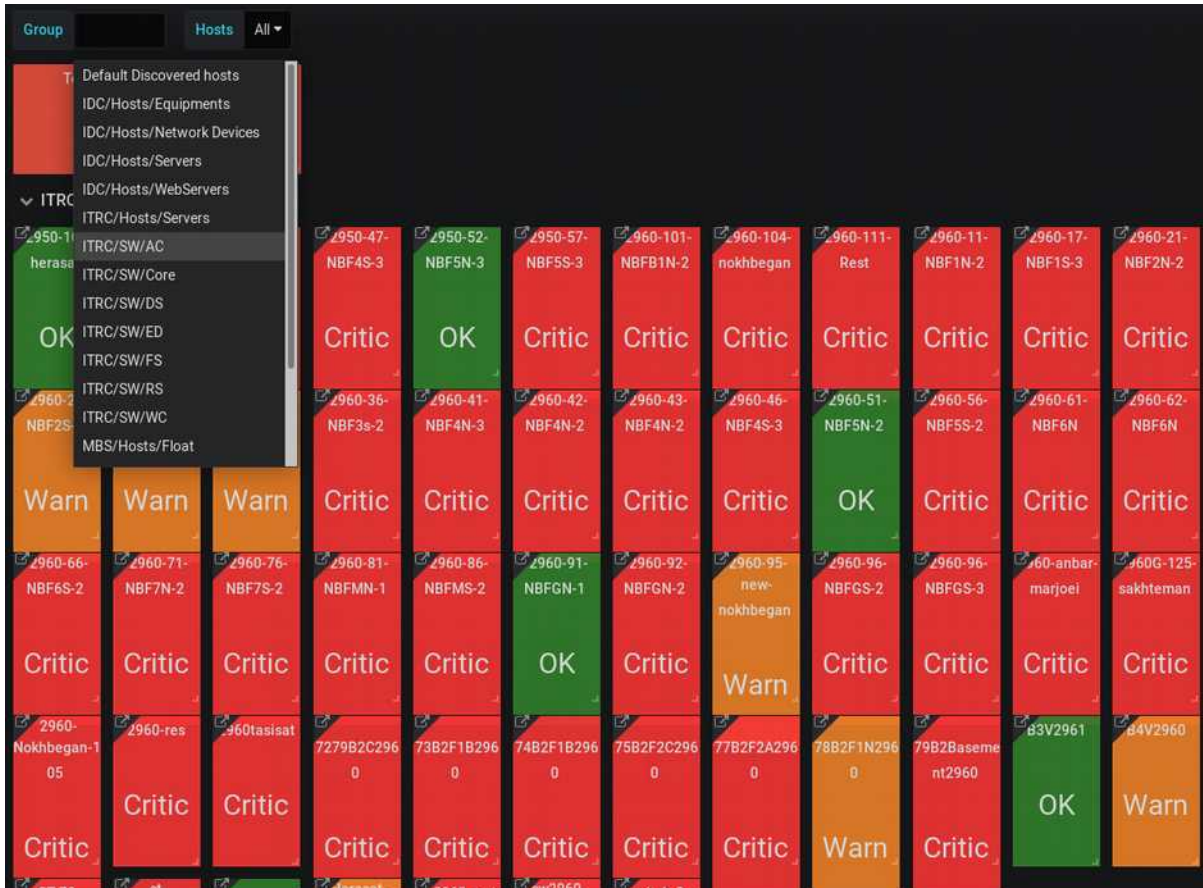 Group Hosts All
Default Discovered hosts
IDC/Hosts/Equipments
IDC/Hosts/Network Devices
IDC/Hosts/Servers
IDC/Hosts/WebServers
ITRC/Hosts/Servers
ITRC/SW/AC
ITRC/SW/Core
ITRC/SW/DS
ITRC/SW/ED
ITRC/SW/FS
ITRC/SW/RS
ITRC/SW/WC
MBS/Hosts/Float
ITRC
2950-47- 2950-52- 2950-57- 2960-101- 2960-104- 2960-111- 2960-11- 2960-17- 2960-21-
NBF4S-3 NBF5N-3 NBF5S-3 NBFB1N-2 nokhbegan Rest NBF1N-2 NBF1S-3 NBF2N-2
OK Critic OK Critic Critic Critic Critic Critic Critic Critic
2960-36- 2960-41- 2960-42- 2960-43- 2960-46- 2960-51- 2960-56- 2960-61- 2960-62-
NBF3s-2 NBF4N-3 NBF4N-2 NBF4N-2 NBF4S-3 NBF5N-2 NBF5S-2 NBF6N NBF6N
Warn Warn Warn Critic Critic Critic Critic Critic OK Critic Critic Critic
2960-66- 2960-71- 2960-76- 2960-81- 2960-86- 2960-91- 2960-92- 2960-95- 2960-96- 2960-96- 960-anbar- 960G-125-
NBF6S-2 NBF7N-2 NBF7S-2 NBFMN-1 NBFMS-2 NBFGN-1 NBFGN-2 new- NBFGS-2 NBFGS-3 marjoei sakhteman
nokhbegan
Critic Critic Critic Critic Critic OK Critic Warn Critic Critic Critic Critic
2960- 2960-res 2960tasisat B3V2961 B4V2960
Nokhbegan-1 7279B2C296 73B2F1B296 74B2F1B296 75B2F2C296 77B2F2A296 78B2F1N296 79B2Baseme
05 0 0 0 0 0 0 nt2960
Critic Critic OK Warn
Critic Critic Critic Critic Critic Critic Warn Critic